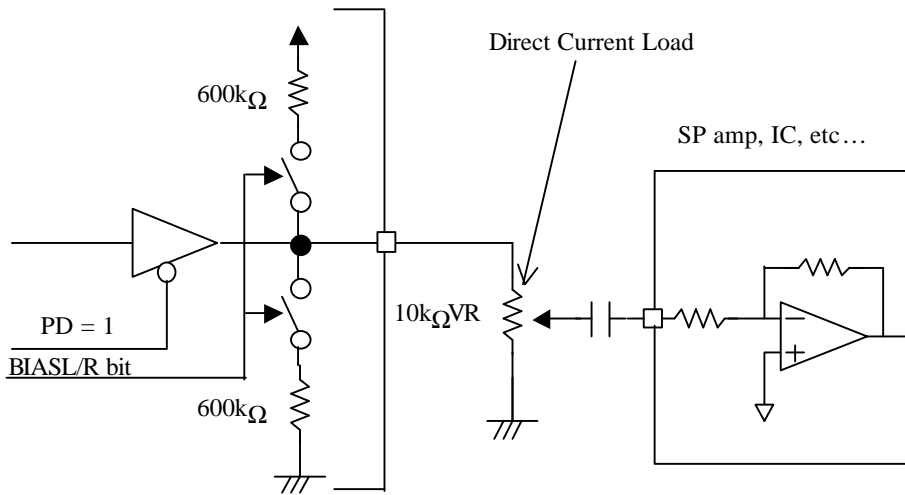 Direct Current Load
600kΩ
SP amp, IC, etc…
10kΩVR
PD = 1
BIASL/R bit
600kΩ